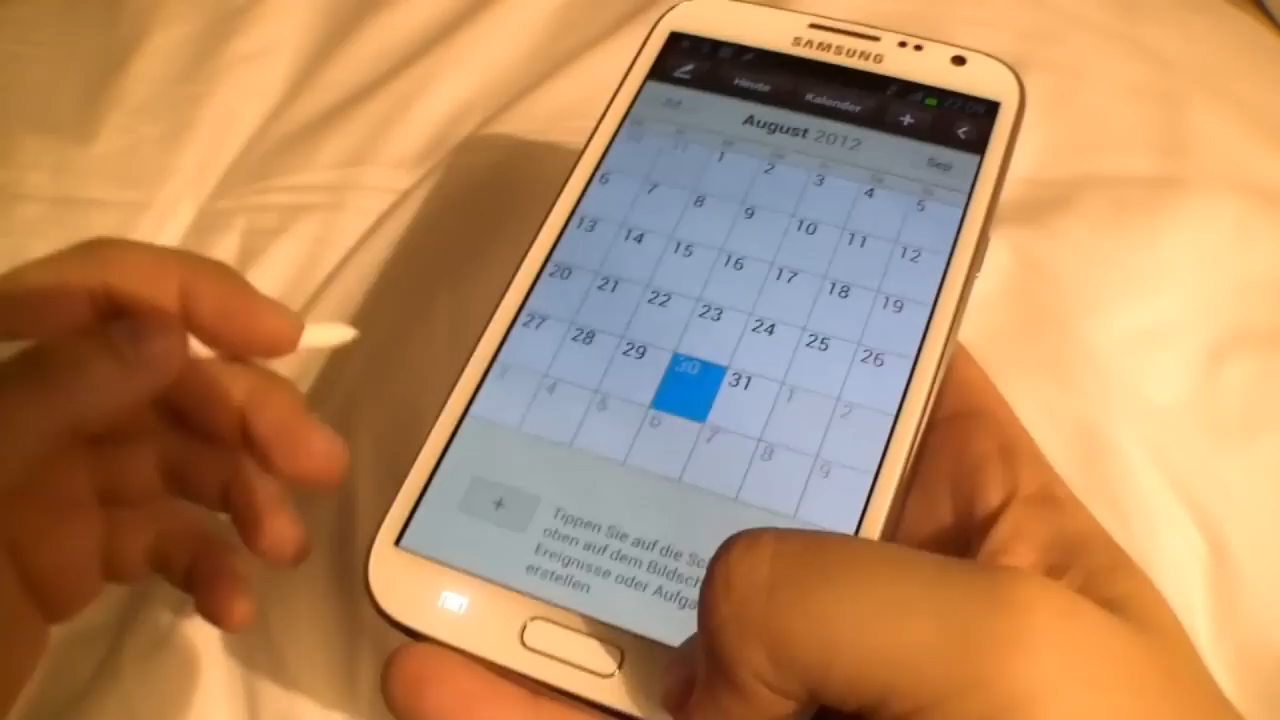 SAMSUNG
Heute Kalender + <
August 2012
Sep
1 2 3 4 5
6 7 8 9 10 11 12
13 14 15 16 17 18 19
20 21 22 23 24 25 26
27 28 29 30 31 1 2
3 4 5 6 7 8 9
+
Tippen Sie auf die
oben auf dem
Ereignisse oder
erstellen